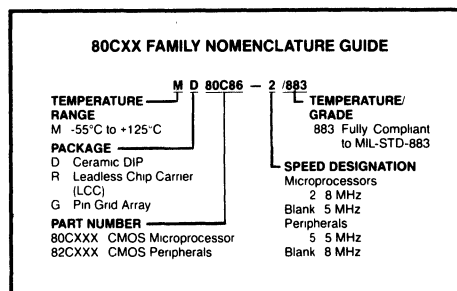 80CXX FAMILY NOMENCLATURE GUIDE
M D 80C86 – 2 /883
TEMPERATURE
RANGE
M -55°C to +125°C
PACKAGE
D Ceramic DIP
R Leadless Chip Carrier
(LCC)
G Pin Grid Array
PART NUMBER
80CXXX CMOS Microprocessor
82CXXX CMOS Peripherals
TEMPERATURE/
GRADE
883 Fully Compliant
to MIL-STD-883
SPEED DESIGNATION
Microprocessors
2 8 MHz
Blank 5 MHz
Peripherals
5 5 MHz
Blank 8 MHz